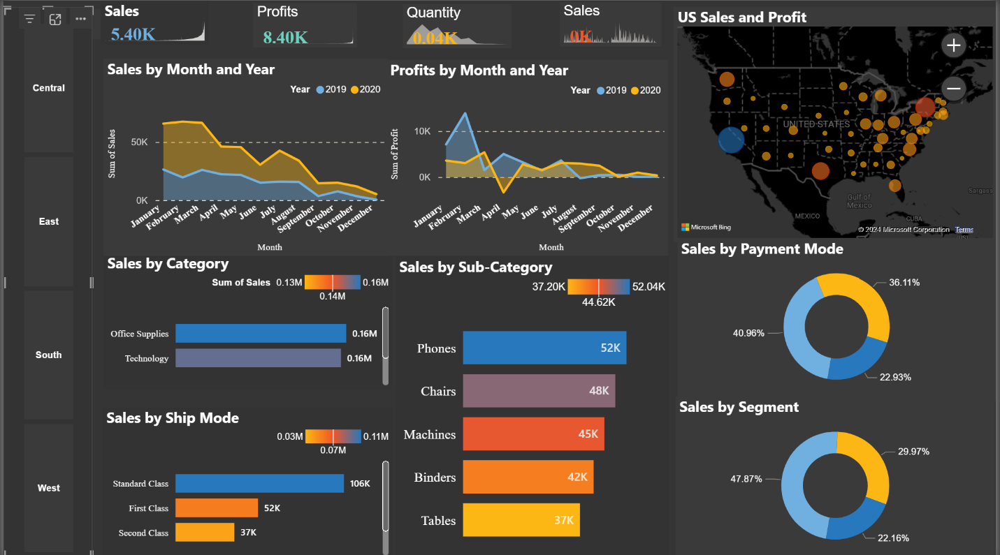 Central
East
South
West
Sales
5.40K
Profits
8.40K
Quantity
0.04K
Sales
0K
Sales by Month and Year
Year 2019 2020
Sum of Sales
50K
0K
January February March April May June July August September October November December
Month
Profits by Month and Year
Year 2019 2020
Sum of Profit
10K
0K
January February March April May June July August September October November December
Month
US Sales and Profit
UNITED STATES
Gulf of
Mexico
MEXICO
CUBA
Sargass
(US)
Microsoft Bing
© 2024 Microsoft Corporation Terms
Sales by Category
Sum of Sales 0.13M 0.16M
0.14M
Office Supplies 0.16M
Technology 0.16M
Sales by Ship Mode
0.03M 0.11M
0.07M
Standard Class 106K
First Class 52K
Second Class 37K
Sales by Sub-Category
37.20K 52.04K
44.62K
Phones 52K
Chairs 48K
Machines 45K
Binders 42K
Tables 37K
Sales by Payment Mode
36.11%
40.96%
22.93%
Sales by Segment
29.97%
47.87%
22.16%